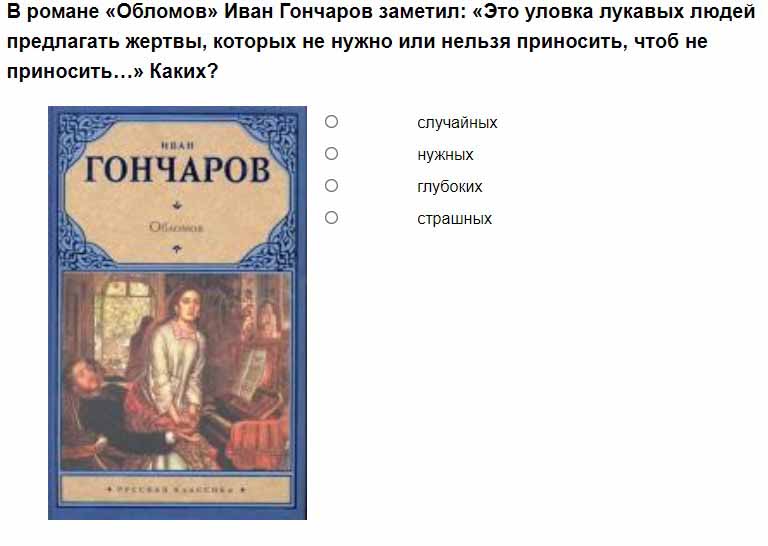 В романе «Обломов» Иван Гончаров заметил: «Это уловка лукавых людей
предлагать жертвы, которых не нужно или нельзя приносить, чтоб не
приносить…» Каких?
случайных
нужных
глубоких
страшных
ИВАН
ГОНЧАРОВ
Обломов
РУССКАЯ КЛАССИКА